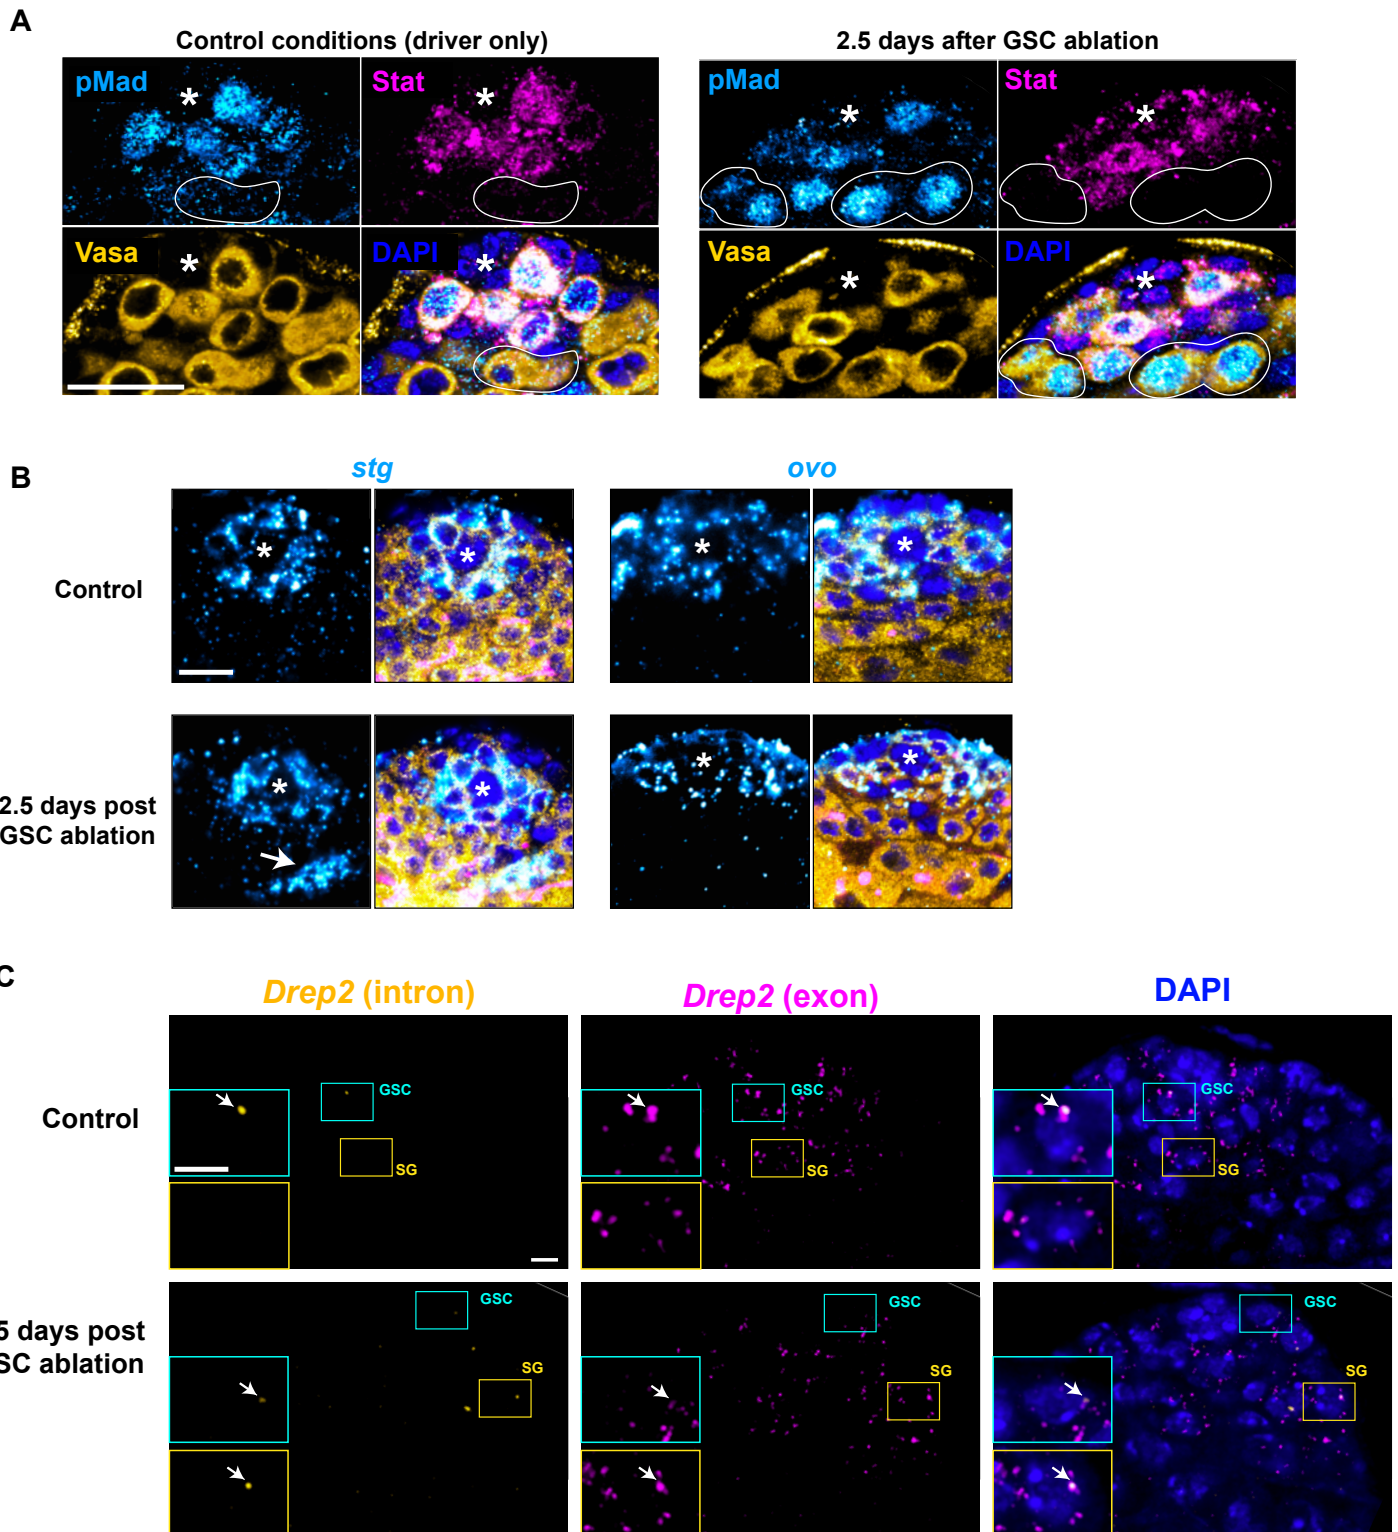 A
Control conditions (driver only)
2.5 days after GSC ablation
pMad
*
Stat
*
pMad
*
Stat
*
Vasa
*
DAPI
*
Vasa
*
DAPI
*
B
stg
ovo
Control
*
*
*
*
2.5 days post
GSC ablation
*
*
*
*
C
Drep2 (intron)
Drep2 (exon)
DAPI
Control
GSC
SG
GSC
SG
GSC
SG
5 days post
SC ablation
GSC
SG
GSC
SG
GSC
SG